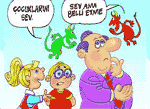 ÇOCUKLARINI
SEV.
SEV AMA
BELLİ ETME